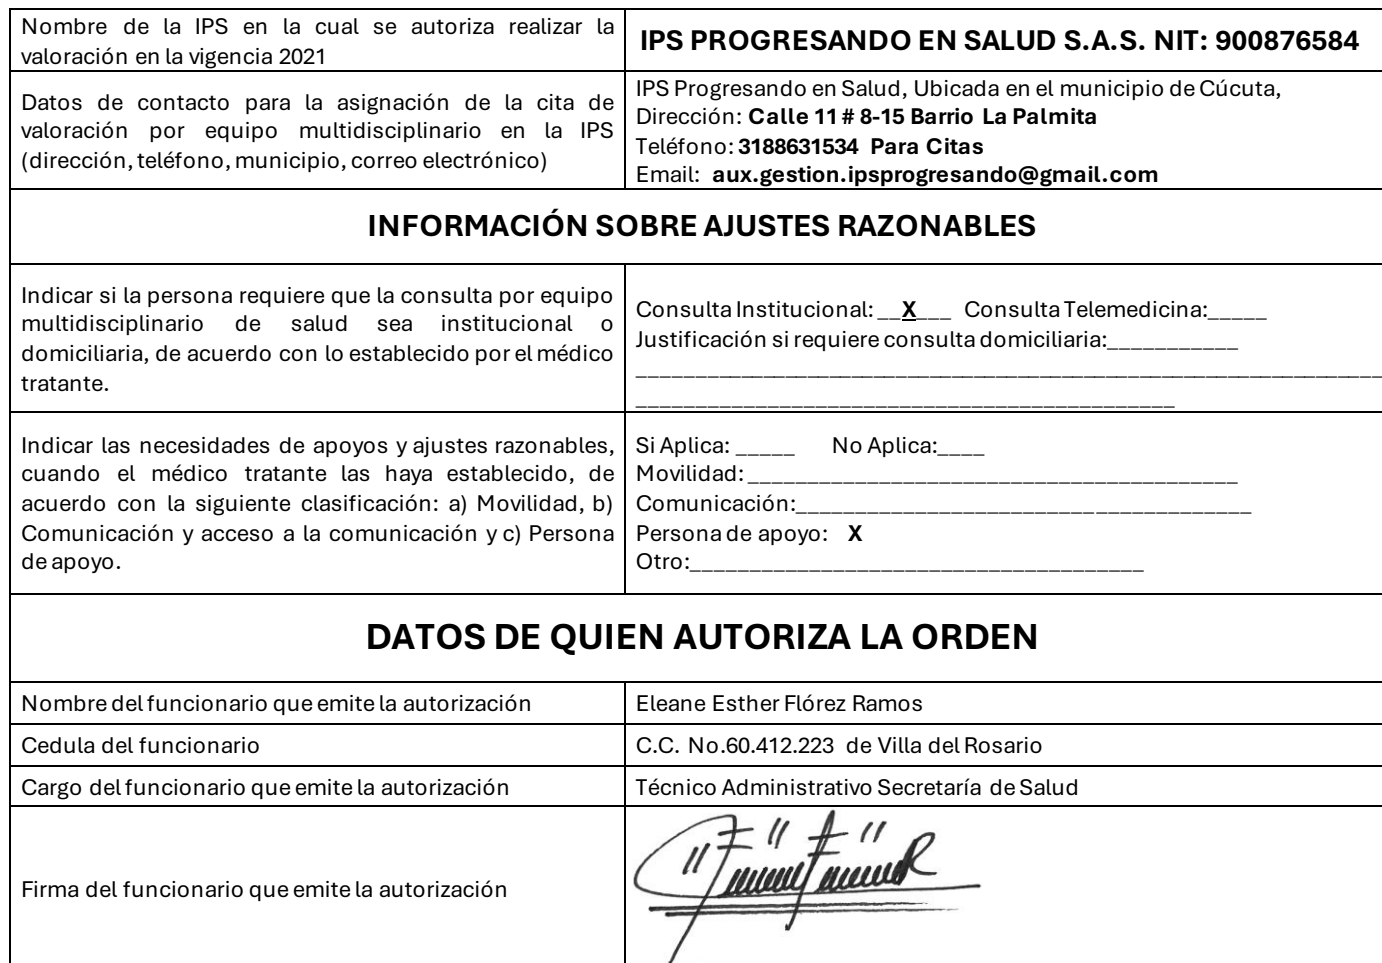 Nombre de la IPS en la cual se autoriza realizar la
valoración en la vigencia 2021
IPS PROGRESANDO EN SALUD S.A.S. NIT: 900876584
Datos de contacto para la asignación de la cita de
valoración por equipo multidisciplinario en la IPS
(dirección, teléfono, municipio, correo electrónico)
IPS Progresando en Salud, Ubicada en el municipio de Cúcuta,
Dirección: Calle 11 # 8-15 Barrio La Palmita
Teléfono: 3188631534 Para Citas
Email: aux.gestion.ipsprogresando@gmail.com
INFORMACIÓN SOBRE AJUSTES RAZONABLES
Indicar si la persona requiere que la consulta por equipo
multidisciplinario de salud sea institucional o
domiciliaria, de acuerdo con lo establecido por el médico
tratante.
Consulta Institucional: __X___ Consulta Telemedicina:_____
Justificación si requiere consulta domiciliaria:___________
_______________________________________________________________
_____________________________________________
Indicar las necesidades de apoyos y ajustes razonables,
cuando el médico tratante las haya establecido, de
acuerdo con la siguiente clasificación: a) Movilidad, b)
Comunicación y acceso a la comunicación y c) Persona
de apoyo.
Si Aplica: _____ No Aplica:____
Movilidad: _________________________________________
Comunicación:______________________________________
Persona de apoyo: X
Otro:______________________________________
DATOS DE QUIEN AUTORIZA LA ORDEN
Nombre del funcionario que emite la autorización
Eleane Esther Flórez Ramos
Cedula del funcionario
C.C. No.60.412.223 de Villa del Rosario
Cargo del funcionario que emite la autorización
Técnico Administrativo Secretaría de Salud
Firma del funcionario que emite la autorización